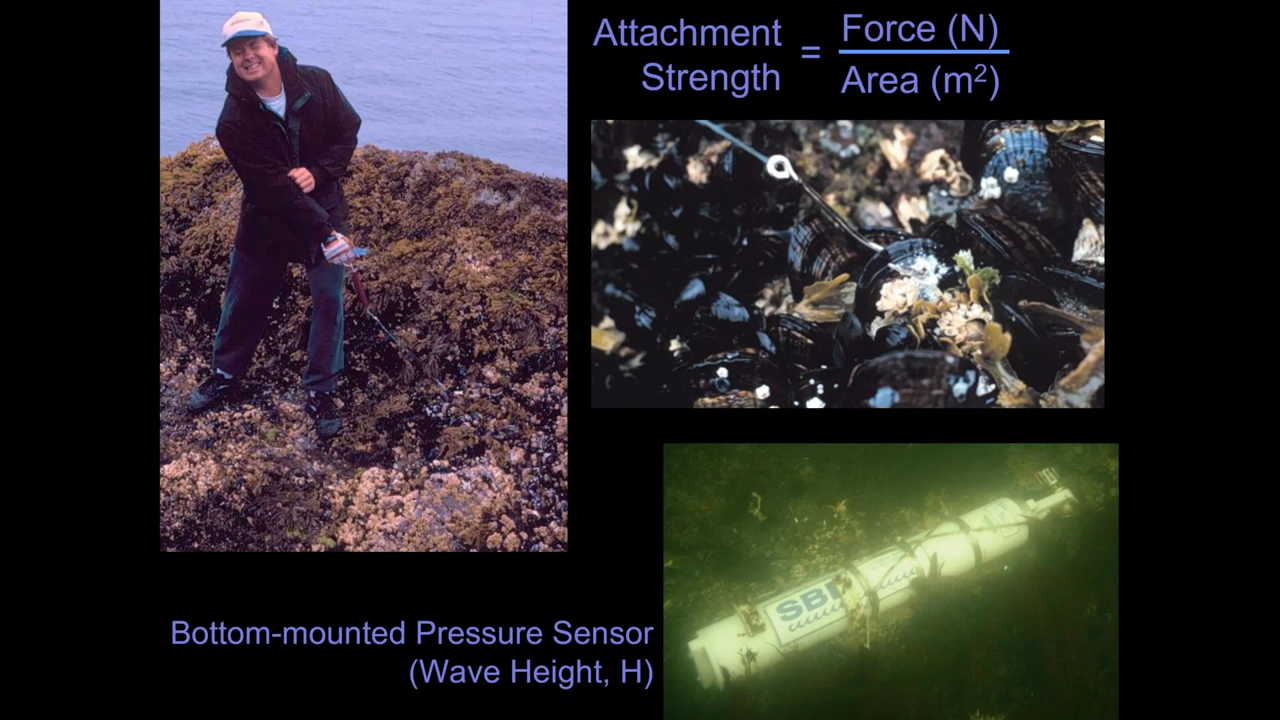 Attachment
Strength
=
Force (N)
Area (m²)
SBE
Bottom-mounted Pressure Sensor
(Wave Height, H)